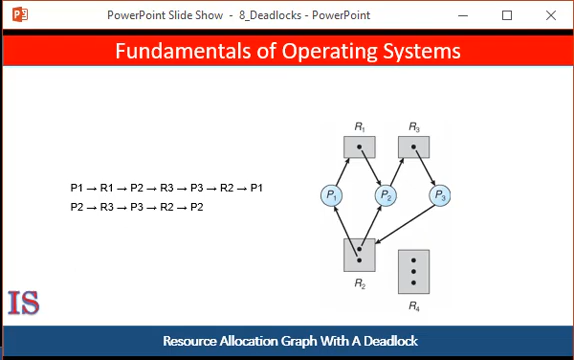 PowerPoint Slide Show - 8_Deadlocks - PowerPoint
Fundamentals of Operating Systems
R1 R3
P1 → R1 → P2 → R3 → P3 → R2 → P1
P2 → R3 → P3 → R2 → P2
P1 P2 P3
R2
R4
IS
Resource Allocation Graph With A Deadlock